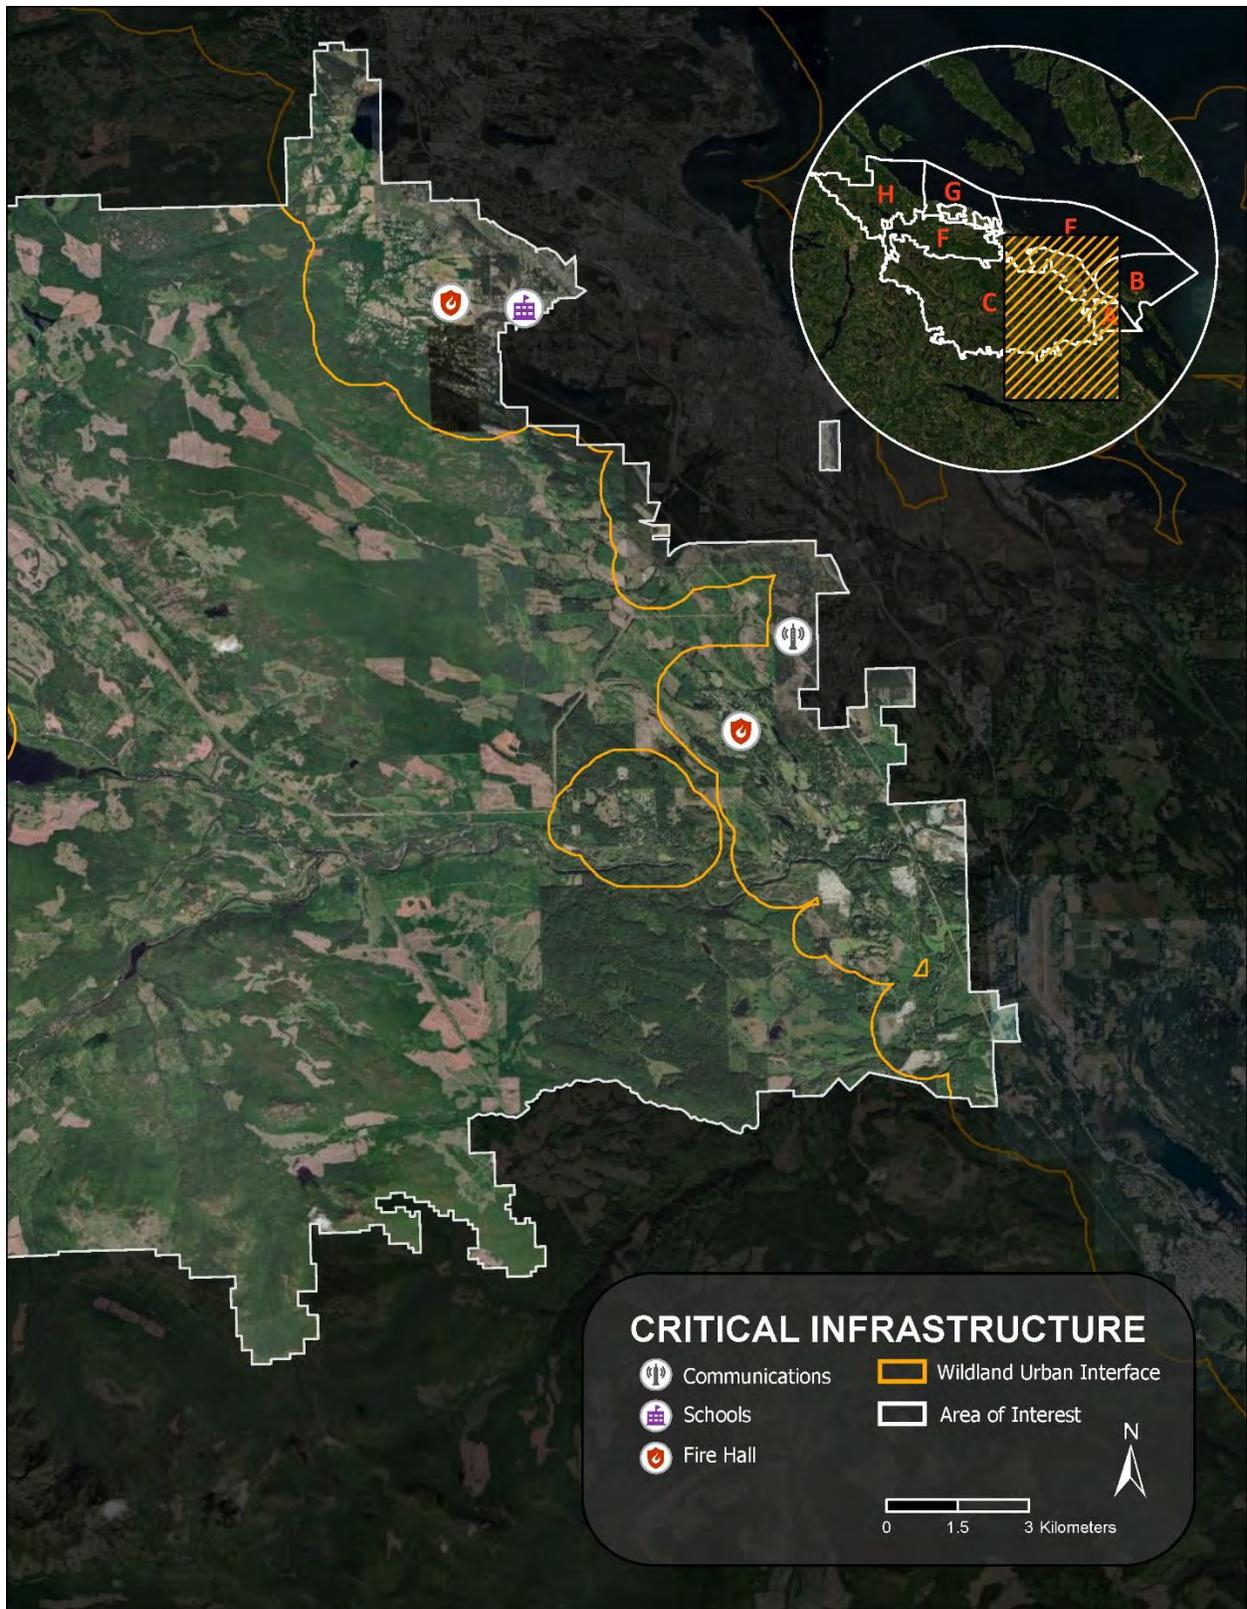 H
G
F
F
B
C
A
CRITICAL INFRASTRUCTURE
Communications
Schools
Fire Hall
Wildland Urban Interface
Area of Interest
N
0 1.5 3 Kilometers